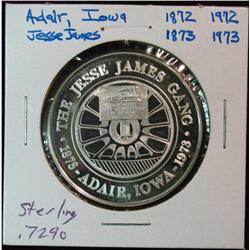 Adair, Iowa 1872 1972
Jesse James 1873 1973
· THE JESSE JAMES GANG ·
1873 - ADAIR, IOWA - 1973
Sterling
.7290